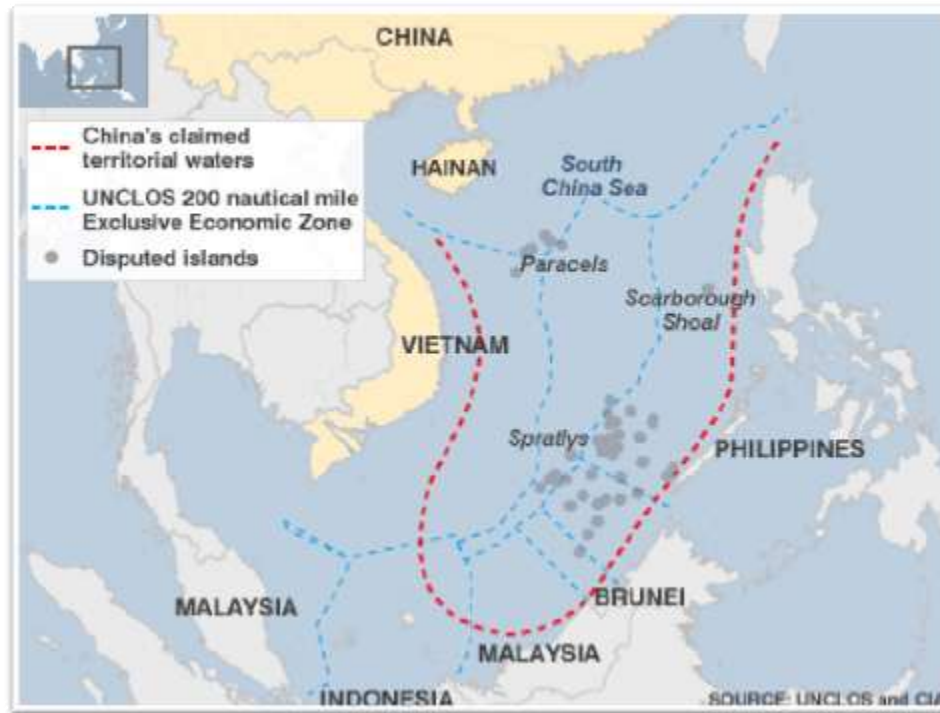 CHINA
China's claimed
territorial waters
UNCLOS 200 nautical mile
Exclusive Economic Zone
Disputed islands
HAINAN
South
China Sea
Paracels
Scarborough
Shoal
VIETNAM
Spratlys
PHILIPPINES
BRUNEI
MALAYSIA
MALAYSIA
INDONESIA
SOURCE: UNCLOS and CIA